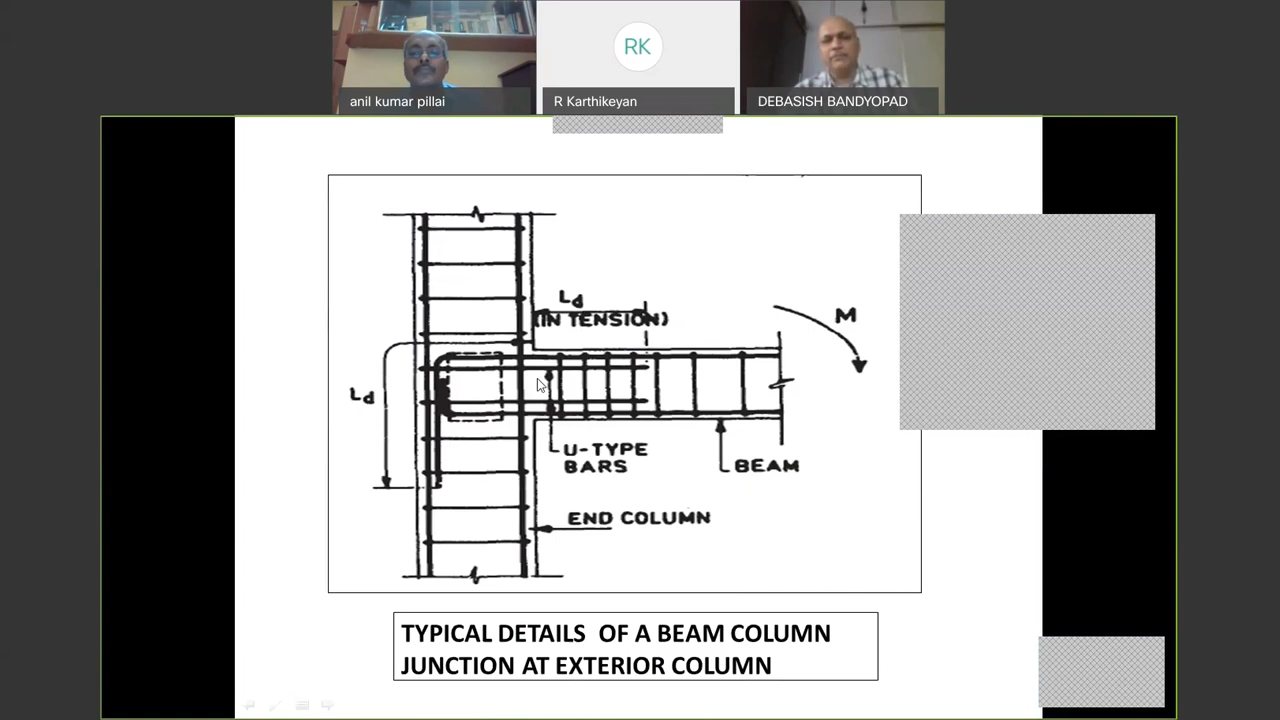 RK
anil kumar pillai
R Karthikeyan
DEBASISH BANDYOPAD
Ld
(IN TENSION)
M
Ld
U-TYPE
BARS
BEAM
END COLUMN
TYPICAL DETAILS OF A BEAM COLUMN
JUNCTION AT EXTERIOR COLUMN